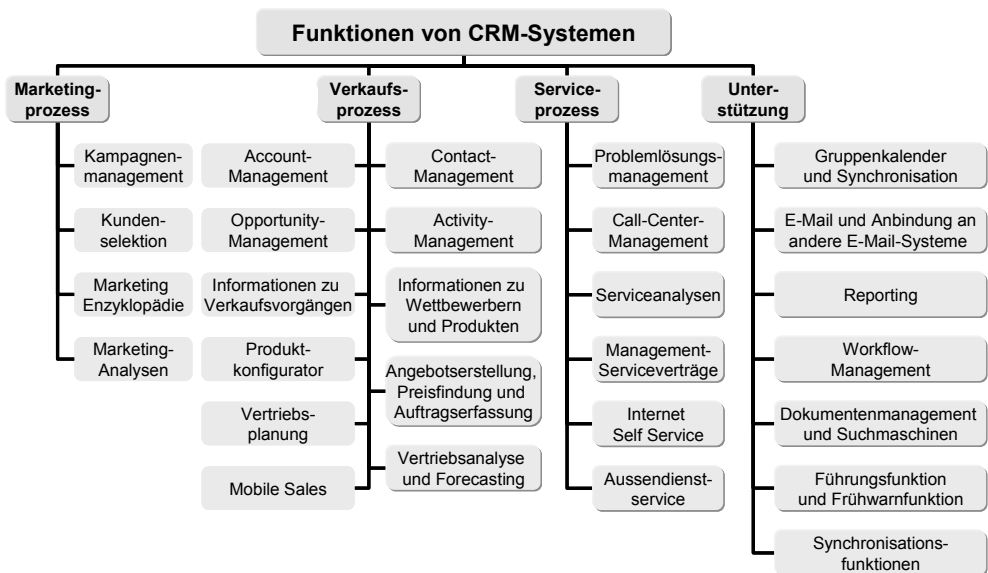 Funktionen von CRM-Systemen
Marketing-
prozess
Kampagnen-
management
Kunden-
selektion
Marketing
Enzyklopädie
Marketing-
Analysen
Verkaufs-
prozess
Account-
Management
Opportunity-
Management
Informationen zu
Verkaufsvorgängen
Produkt-
konfigurator
Vertriebs-
planung
Mobile Sales
Contact-
Management
Activity-
Management
Informationen zu
Wettbewerbern
und Produkten
Angebotserstellung,
Preisfindung und
Auftragserfassung
Vertriebsanalyse
und Forecasting
Service-
prozess
Problemlösungs-
management
Call-Center-
Management
Serviceanalysen
Management-
Serviceverträge
Internet
Self Service
Aussendienst-
service
Unter-
stützung
Gruppenkalender
und Synchronisation
E-Mail und Anbindung an
andere E-Mail-Systeme
Reporting
Workflow-
Management
Dokumentenmanagement
und Suchmaschinen
Führungsfunktion
und Frühwarnfunktion
Synchronisations-
funktionen